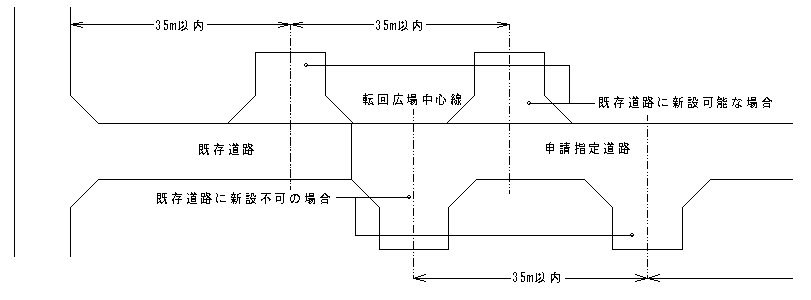 35m以内
35m以内
転回広場中心線
既存道路に新設可能な場合
既存道路
申請指定道路
既存道路に新設不可の場合
35m以内